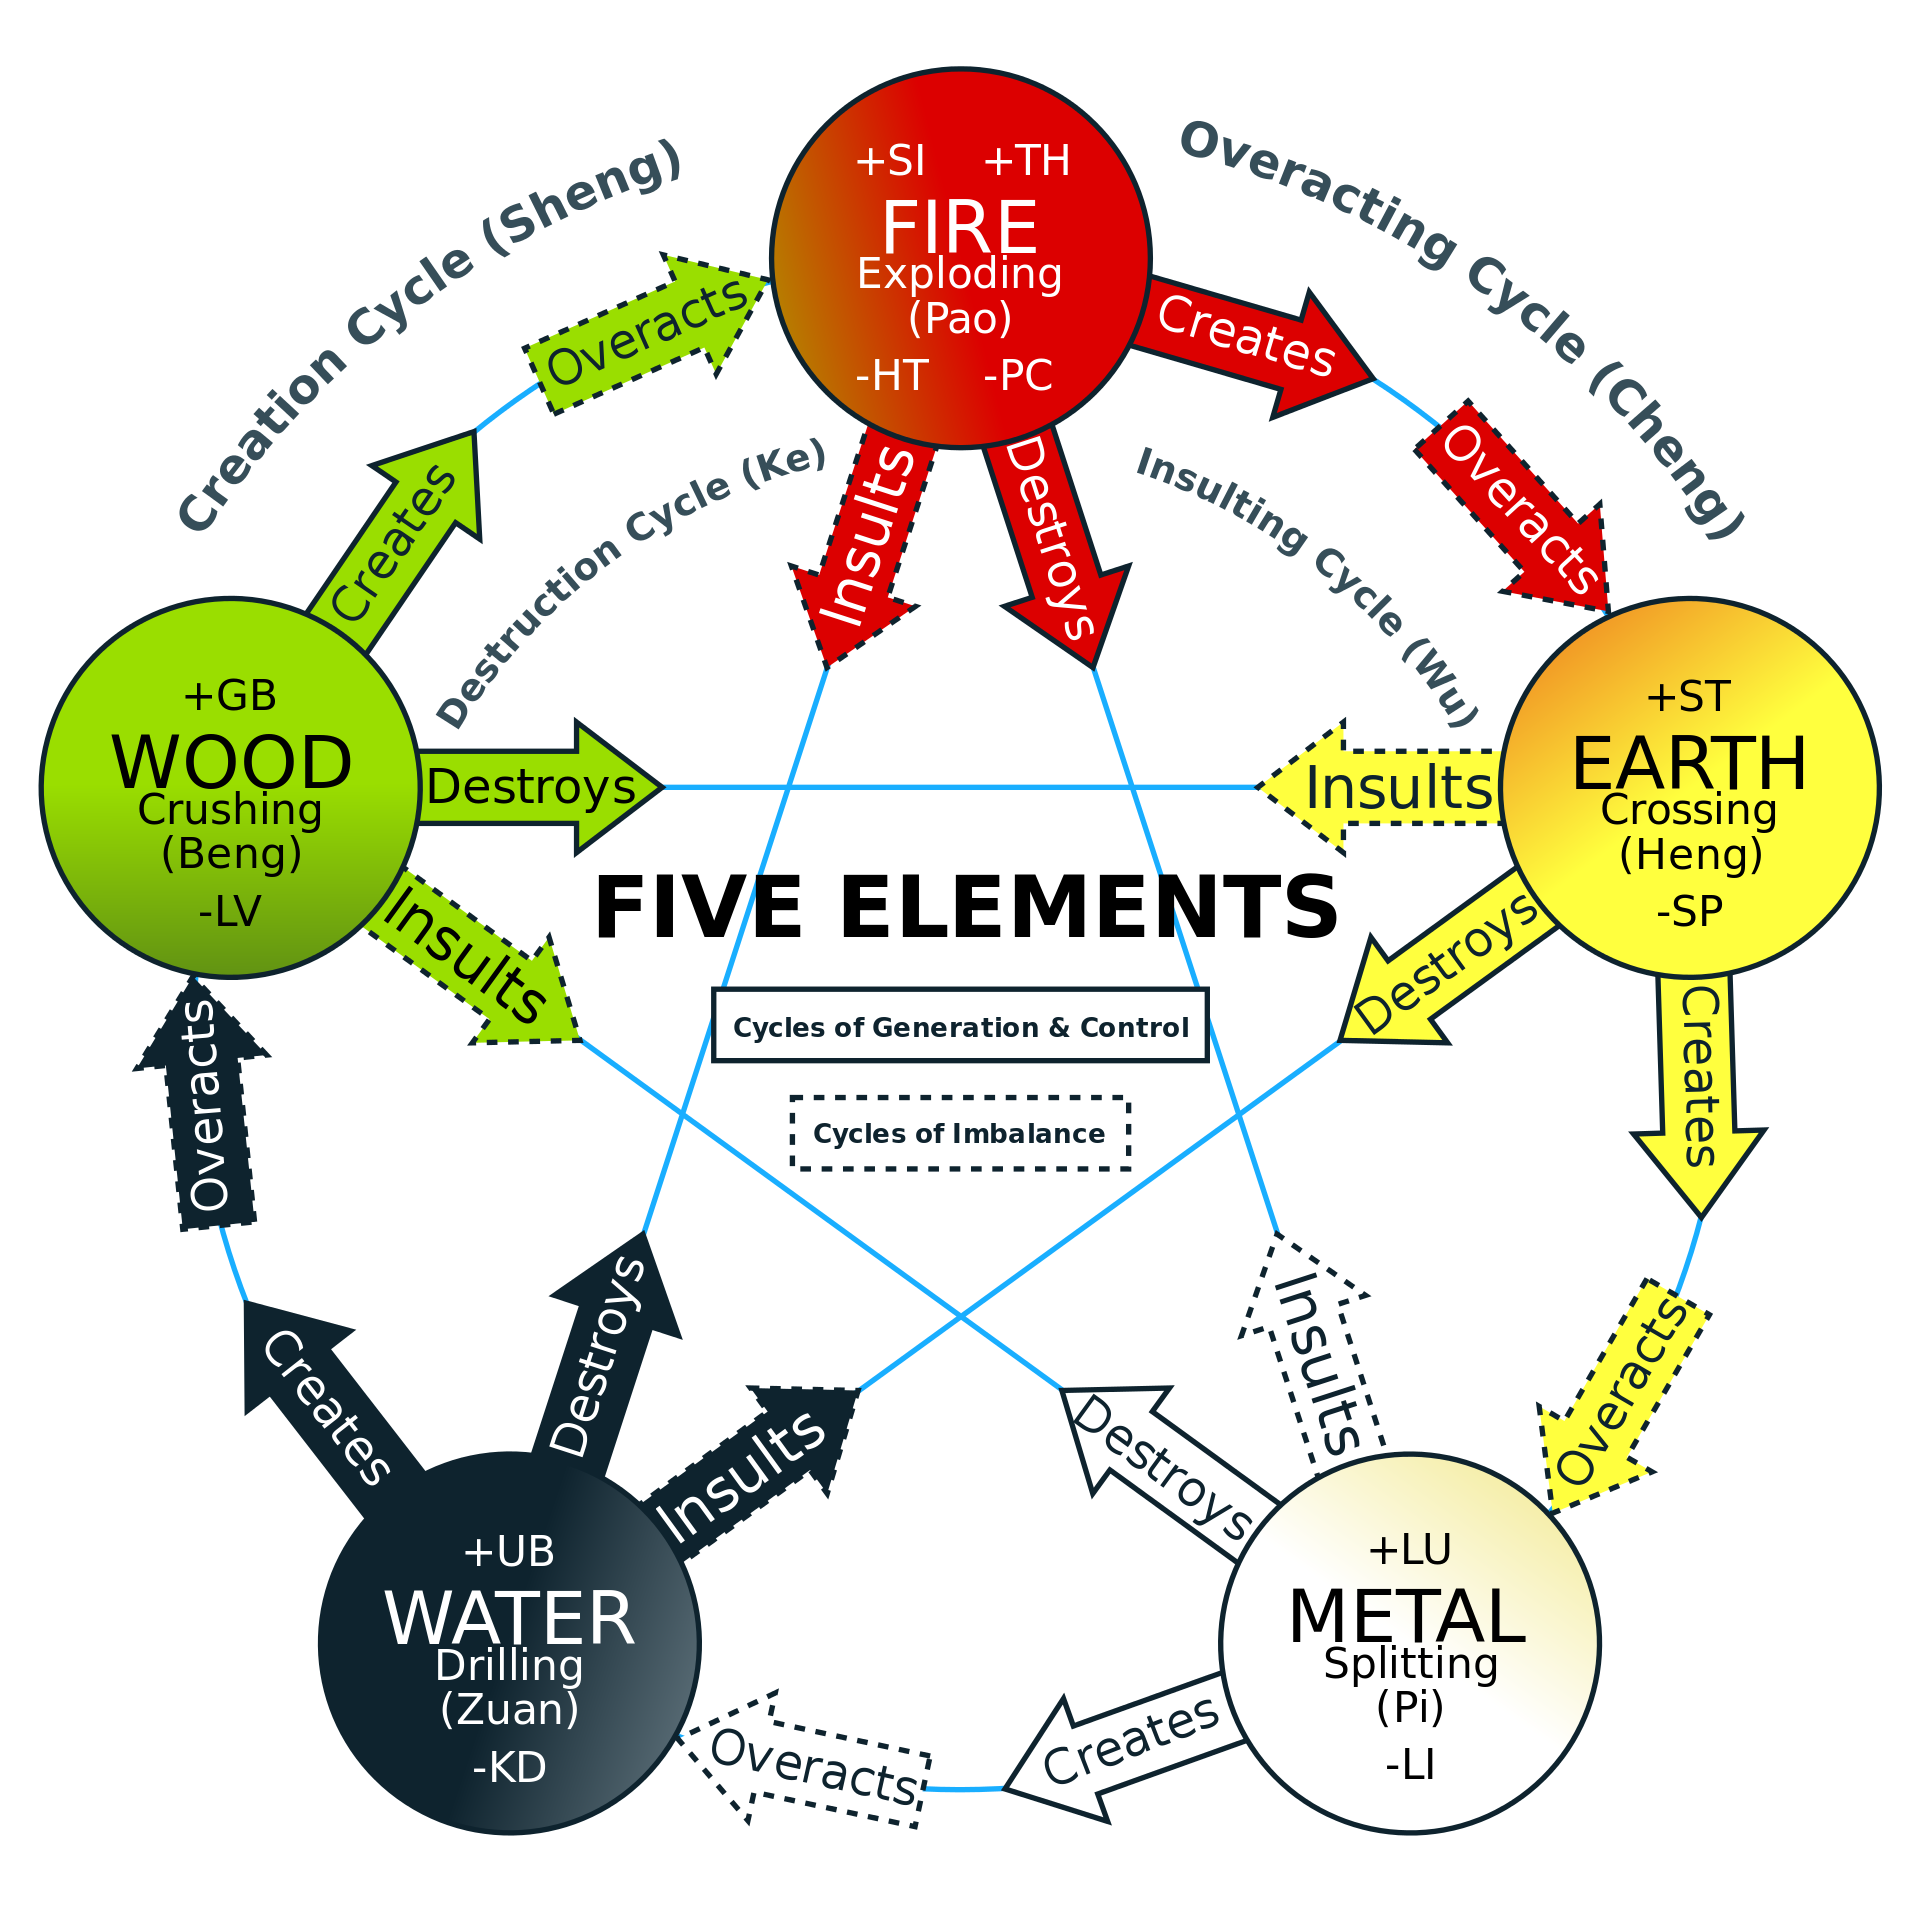 Creation Cycle (Sheng)
Overacting Cycle (Cheng)
+SI +TH
FIRE
Exploding
(Pao)
-HT -PC
Overacts
Creates
Creates
Overacts
Destruction Cycle (Ke)
Insulting Cycle (Wu)
Insults
Destroys
+GB
WOOD
Crushing
(Beng)
-LV
Destroys
Insults
+ST
EARTH
Crossing
(Heng)
-SP
Insults
Destroys
FIVE ELEMENTS
Cycles of Generation & Control
Cycles of Imbalance
Overacts
Creates
Creates
Overacts
Destroys
Insults
Insults
Destroys
+UB
WATER
Drilling
(Zuan)
-KD
+LU
METAL
Splitting
(Pi)
-LI
Overacts
Creates